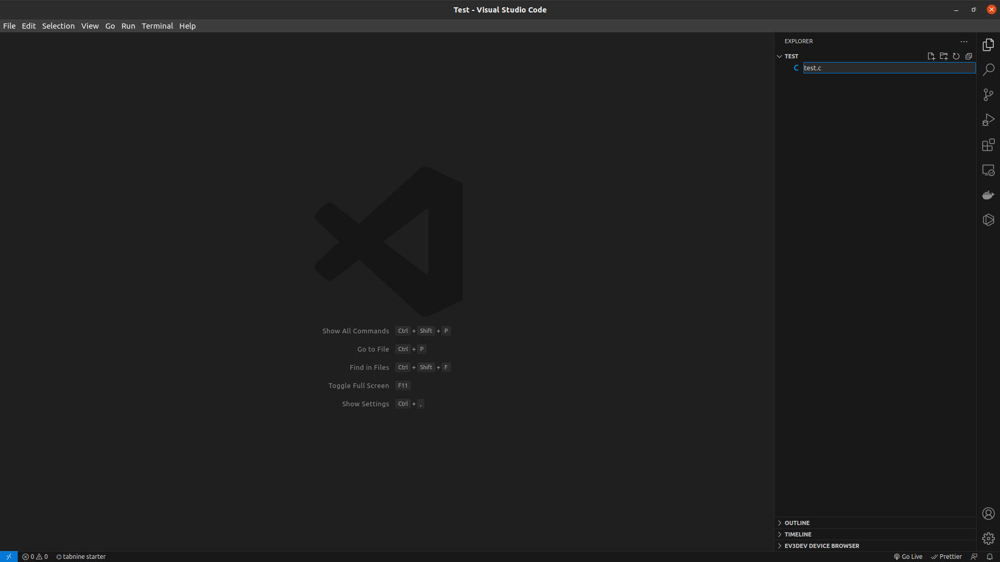 Test - Visual Studio Code
File Edit Selection View Go Run Terminal Help
EXPLORER
TEST
C test.c
Show All Commands Ctrl + Shift + P
Go to File Ctrl + P
Find in Files Ctrl + Shift + F
Toggle Full Screen F11
Show Settings Ctrl + ,
OUTLINE
TIMELINE
EV3DEV DEVICE BROWSER
0 0 tabnine starter Go Live Prettier